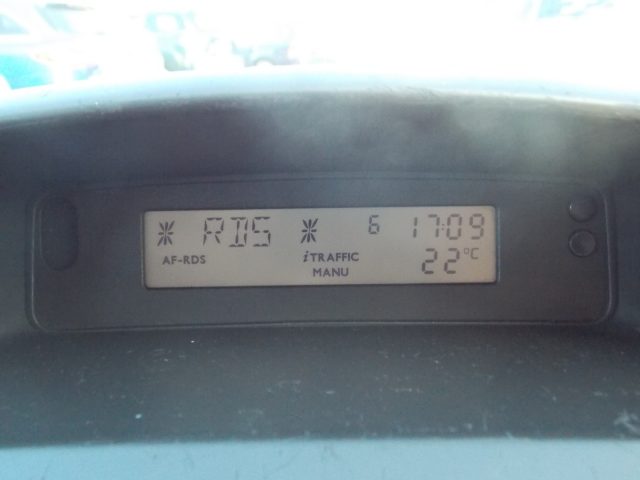 * RDS * 6 17:09
AF-RDS iTRAFFIC 22°C
MANU